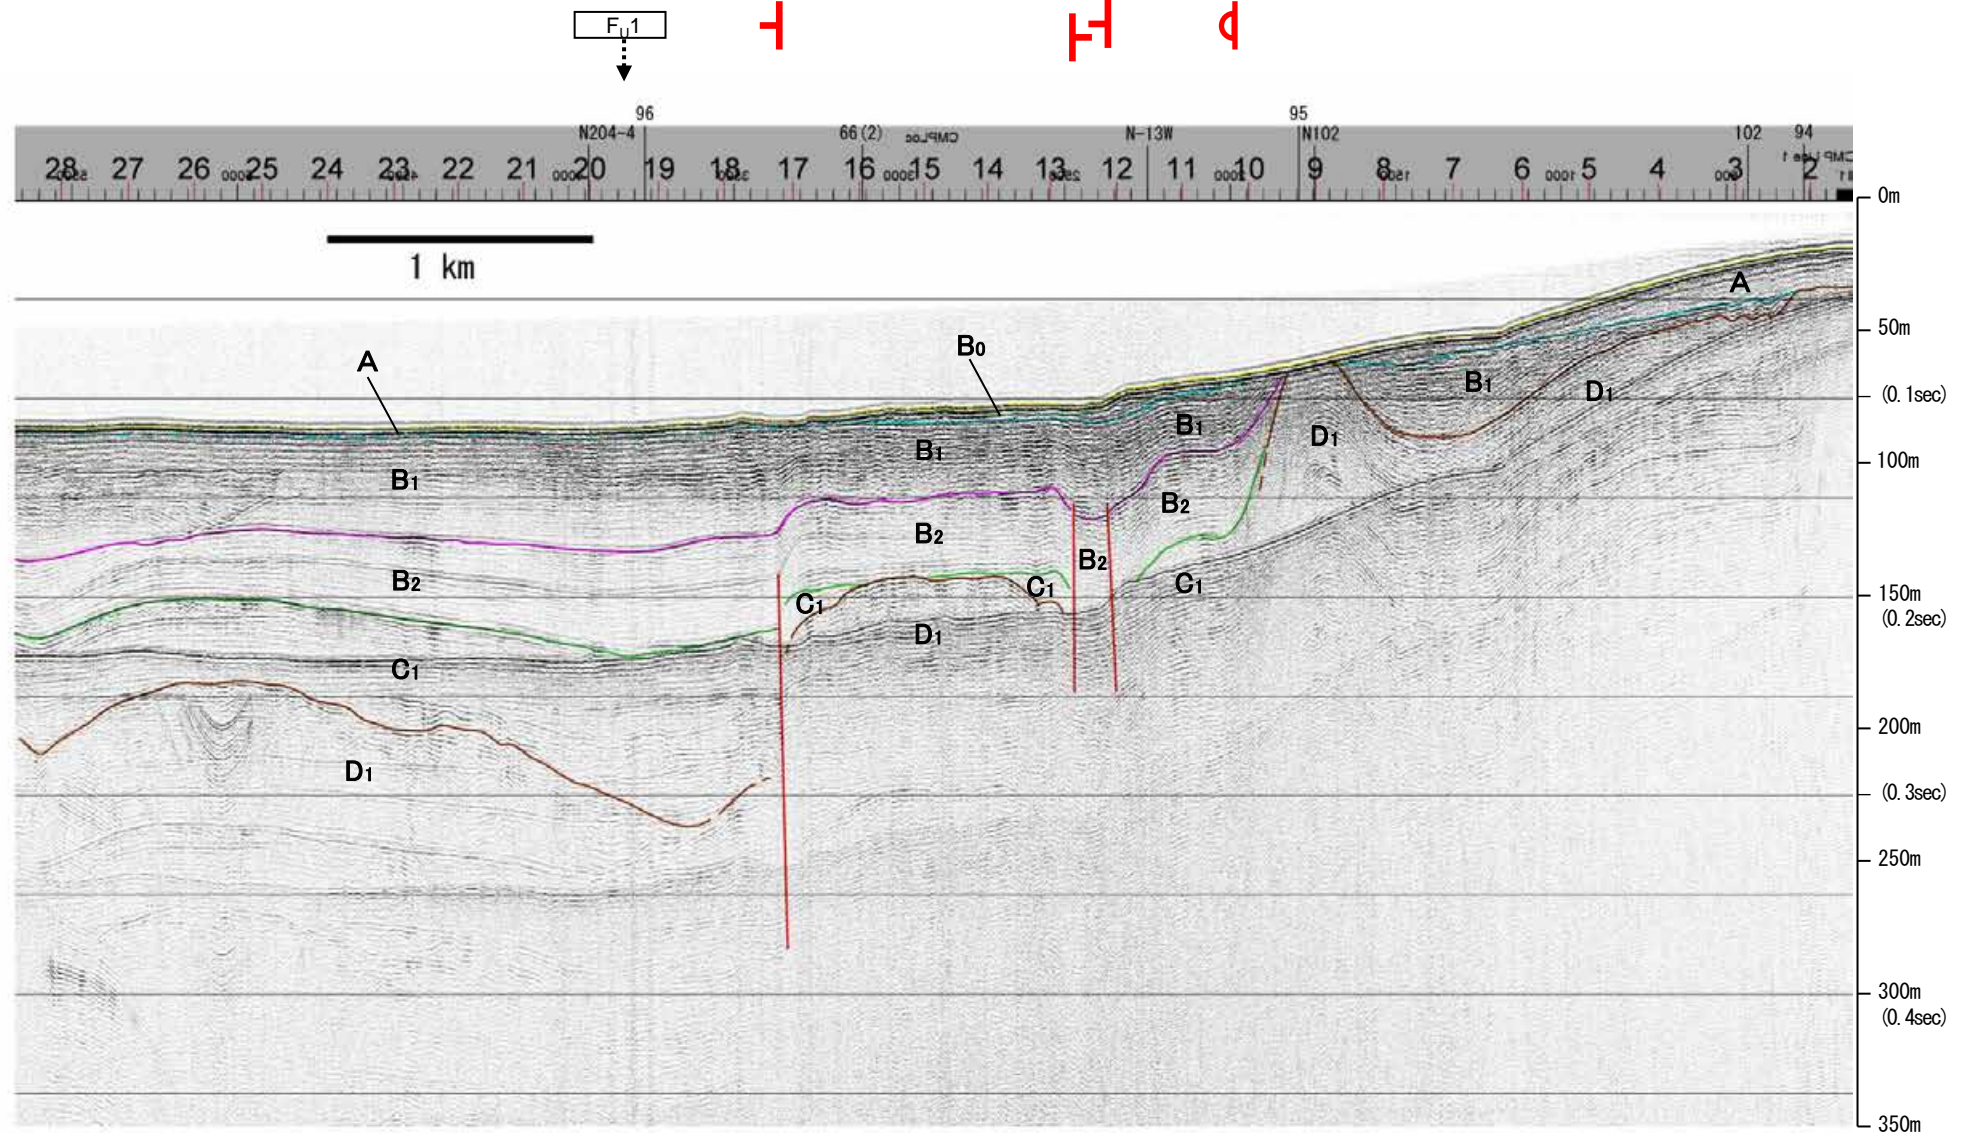 FU1
96
95
N204-4
66(2)
CMPLoc
N-13W
N102
102
94
28 27 26 25 24 23 22 21 20 19 18 17 16 15 14 13 12 11 10 9 8 7 6 5 4 3 2
0m
1 km
A
50m
B0
A
B1
D1
(0.1sec)
B1
D1
B1
B1
100m
B2
B2
B2
B2
C1
C1
C1
150m
(0.2sec)
D1
C1
200m
D1
(0.3sec)
250m
300m
(0.4sec)
350m